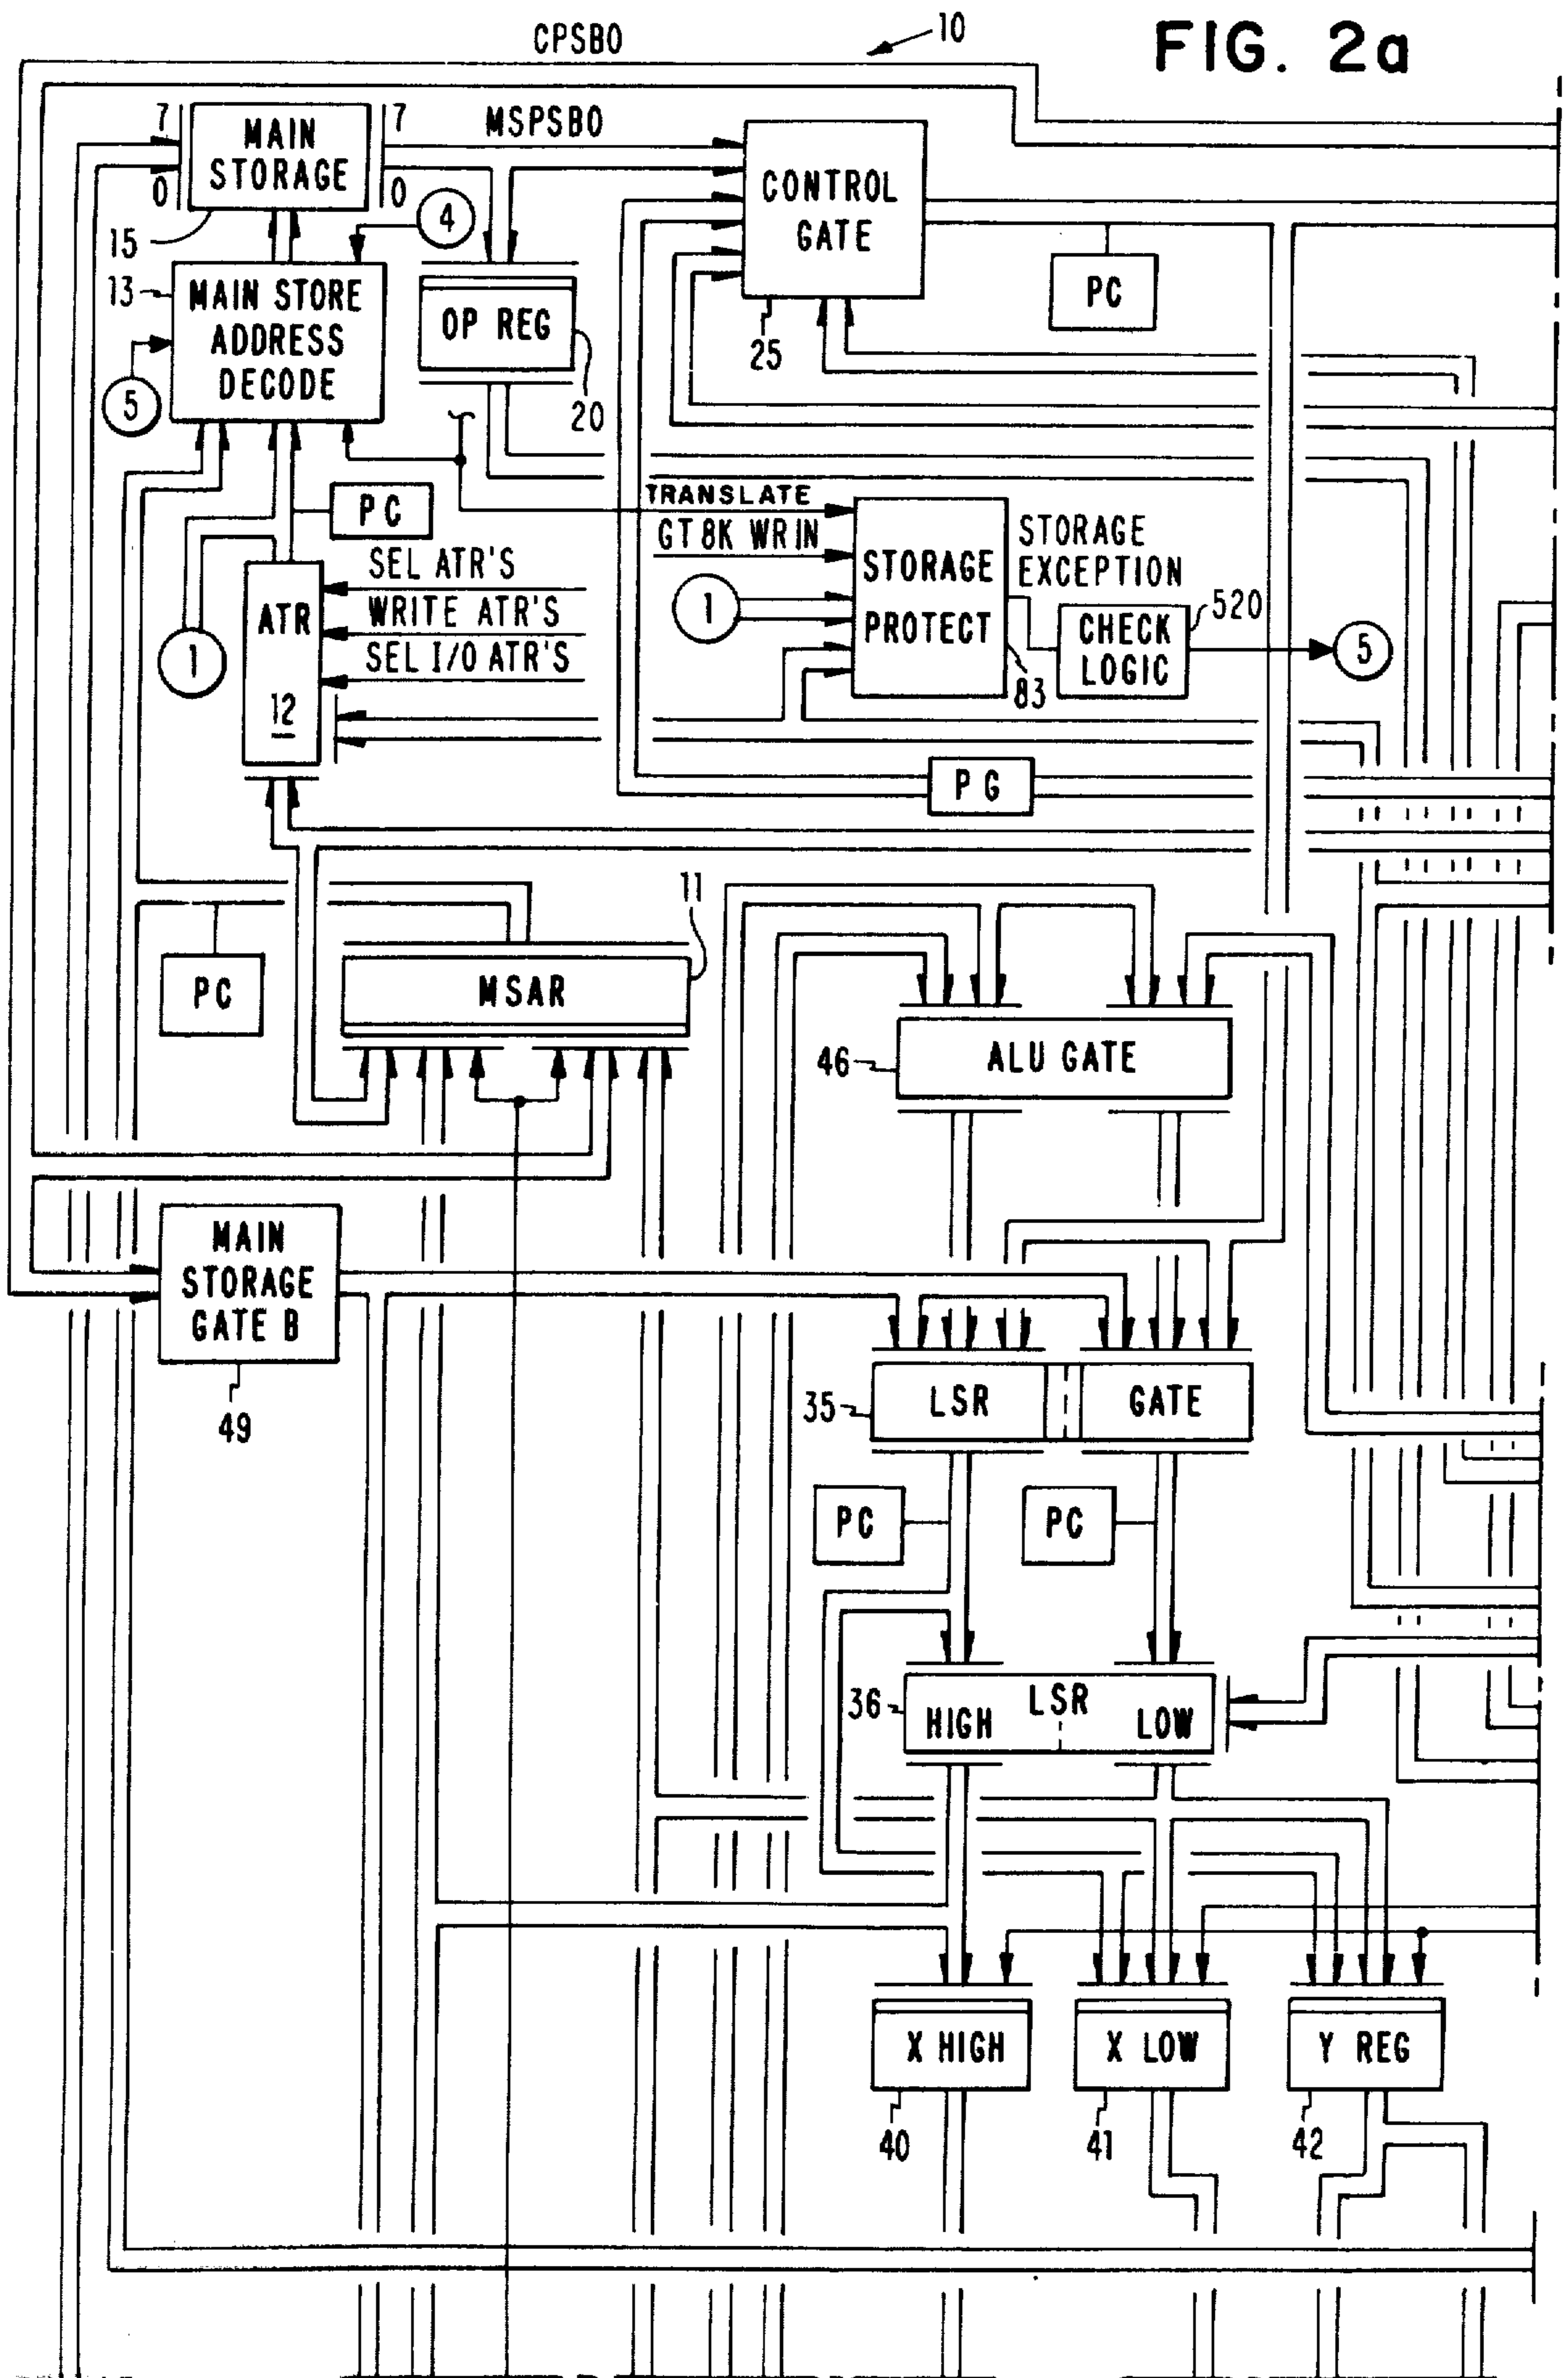 FIG. 2a
CPSBO
10
7
MAIN
STORAGE
0
7
0
MSPSBO
15
4
CONTROL
GATE
25
PC
13
MAIN STORE
ADDRESS
DECODE
5
OP REG
20
PC
TRANSLATE
GT 8K WR IN
STORAGE
PROTECT
83
STORAGE
EXCEPTION
520
CHECK
LOGIC
5
1
SEL ATR'S
WRITE ATR'S
SEL I/O ATR'S
ATR
12
1
PG
11
PC
MSAR
46
ALU GATE
MAIN
STORAGE
GATE B
49
35
LSR
GATE
PC
PC
36
HIGH
LSR
LOW
X HIGH
X LOW
Y REG
40
41
42